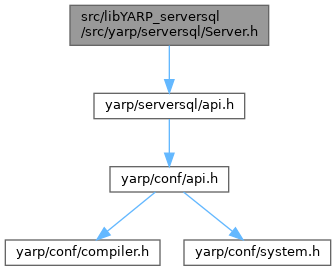 src/libYARP_serversql
/src/yarp/serversql/Server.h
yarp/serversql/api.h
yarp/conf/api.h
yarp/conf/compiler.h
yarp/conf/system.h